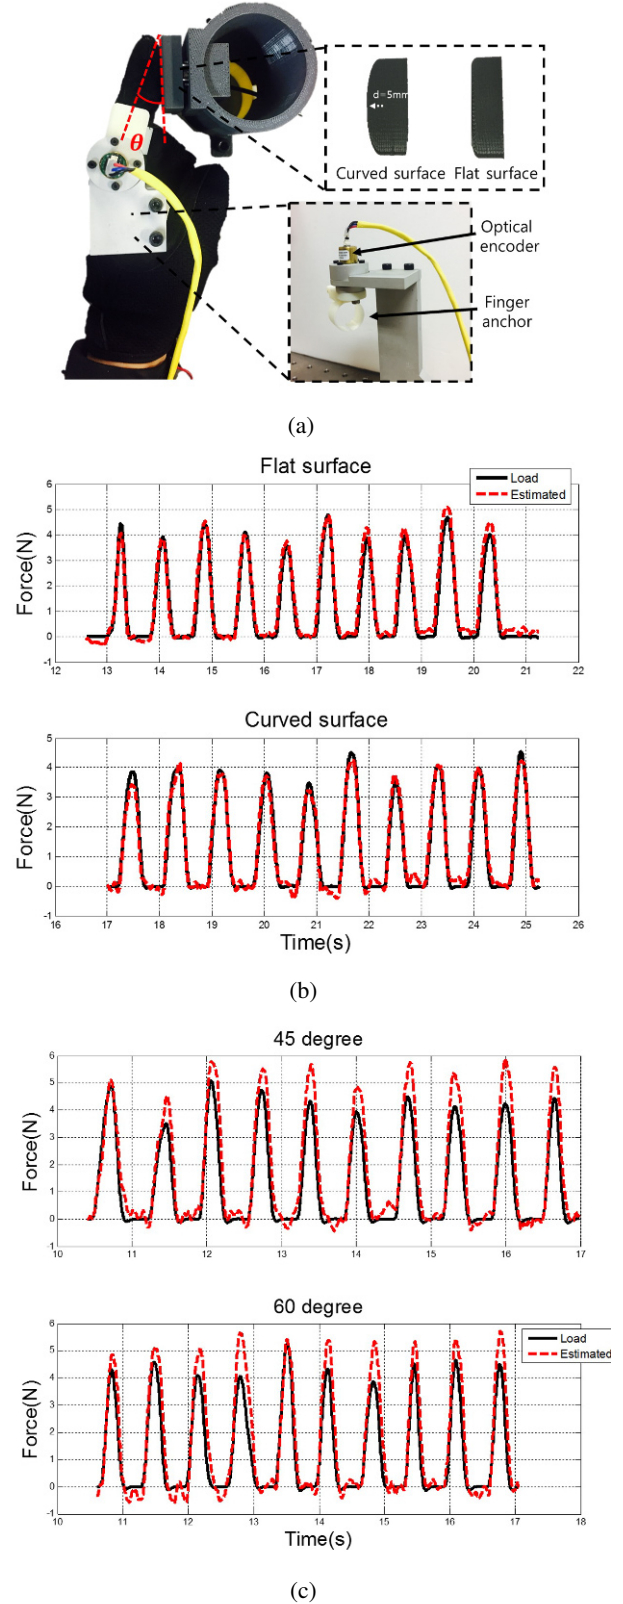 θ
d=5mm
Curved surface Flat surface
Optical
encoder
Finger
anchor
(a)
Flat surface
Load
Estimated
Force(N)
6
5
4
3
2
1
0
-1
12 13 14 15 16 17 18 19 20 21 22
Curved surface
Force(N)
5
4
3
2
1
0
-1
16 17 18 19 20 21 22 23 24 25 26
Time(s)
(b)
45 degree
Force(N)
6
5
4
3
2
1
0
-1
10 11 12 13 14 15 16 17
60 degree
Load
Estimated
Force(N)
6
5
4
3
2
1
0
-1
10 11 12 13 14 15 16 17 18
Time(s)
(c)